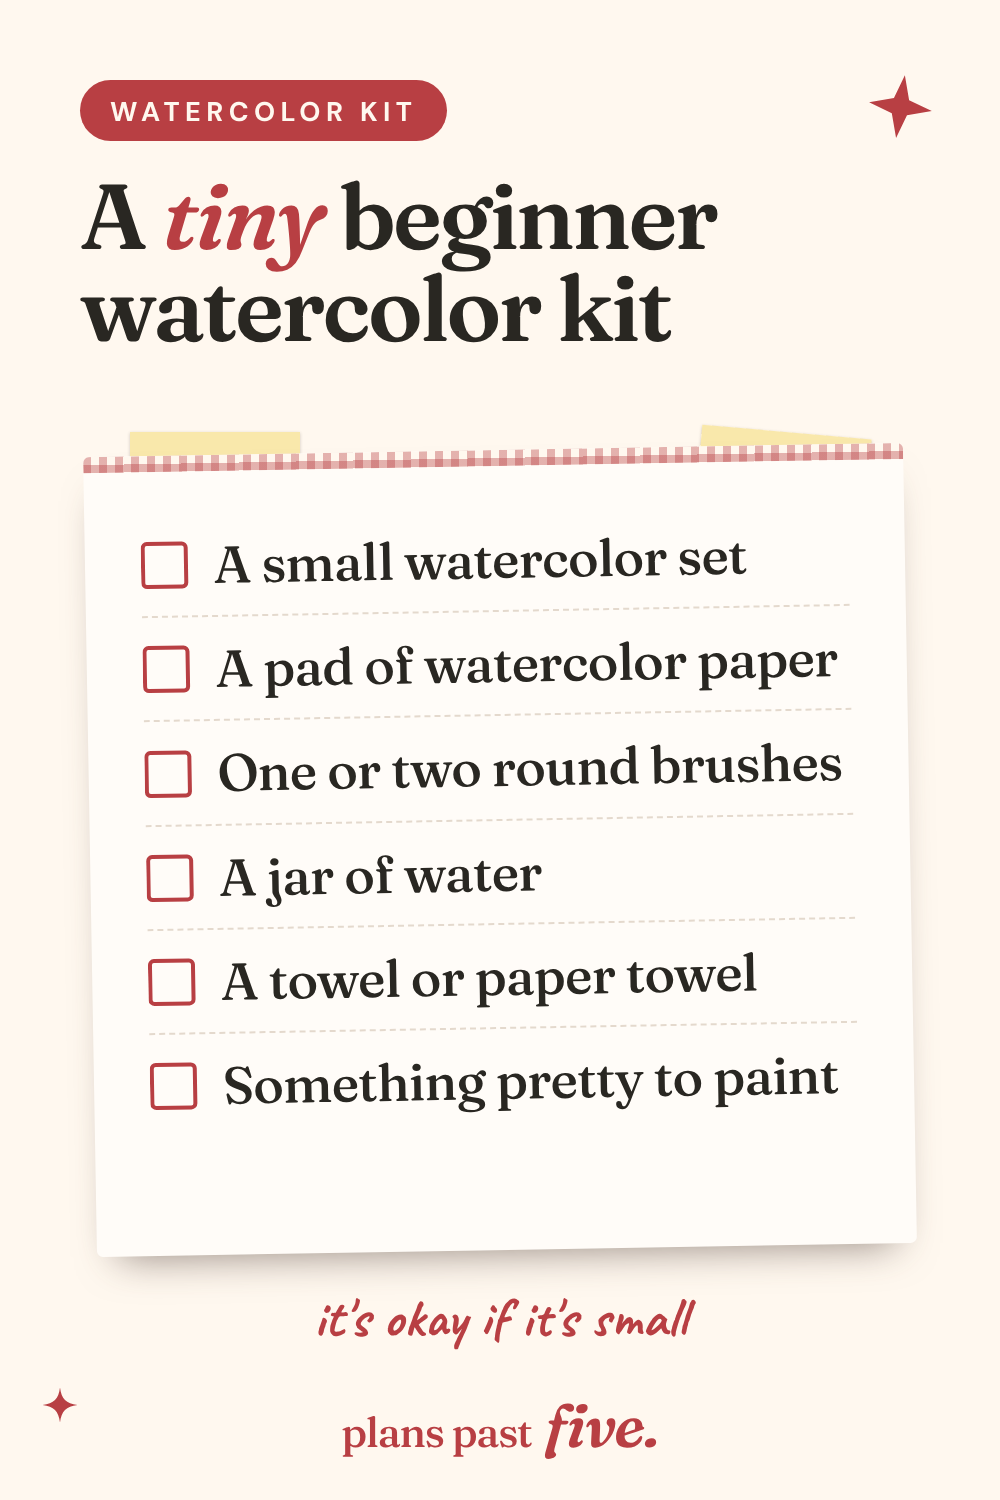 WATERCOLOR KIT
A tiny beginner
watercolor kit
A small watercolor set
A pad of watercolor paper
One or two round brushes
A jar of water
A towel or paper towel
Something pretty to paint
it's okay if it's small
plans past five.